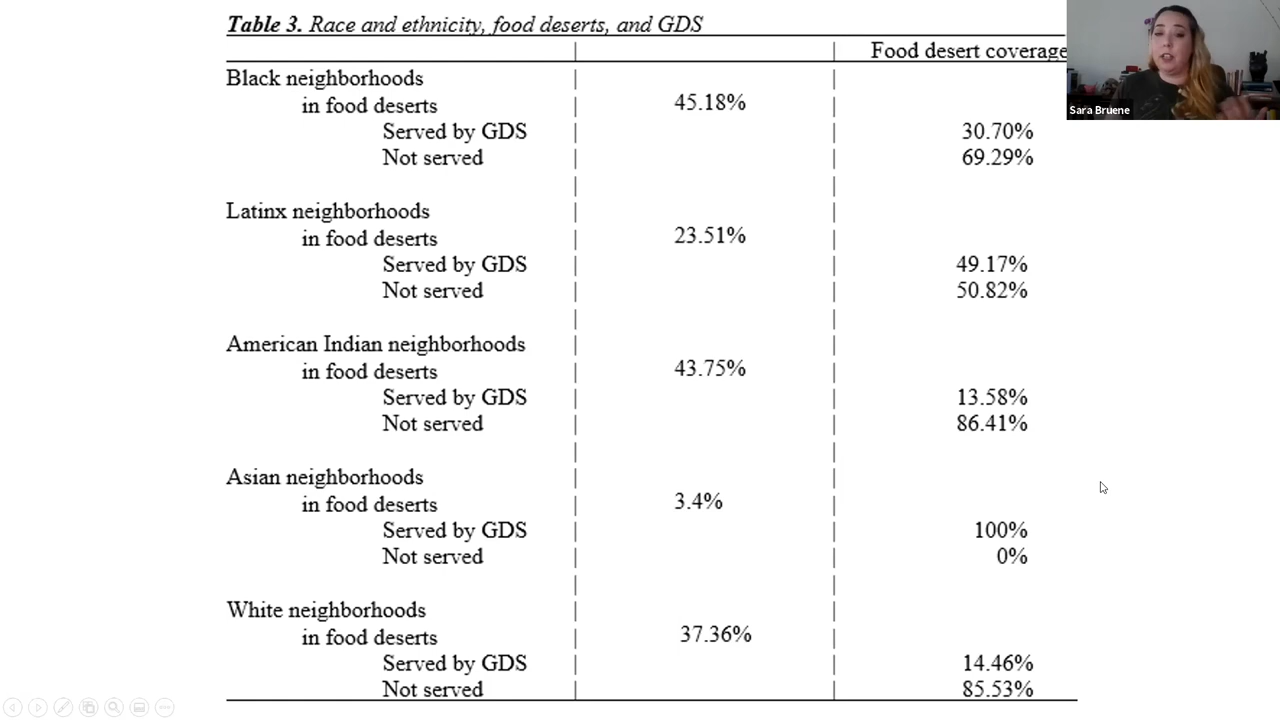 Table 3. Race and ethnicity, food deserts, and GDS
Food desert coverage
Black neighborhoods
in food deserts 45.18%
Served by GDS 30.70%
Not served 69.29%
Latinx neighborhoods
in food deserts 23.51%
Served by GDS 49.17%
Not served 50.82%
American Indian neighborhoods
in food deserts 43.75%
Served by GDS 13.58%
Not served 86.41%
Asian neighborhoods
in food deserts 3.4%
Served by GDS 100%
Not served 0%
White neighborhoods
in food deserts 37.36%
Served by GDS 14.46%
Not served 85.53%
Sara Bruene